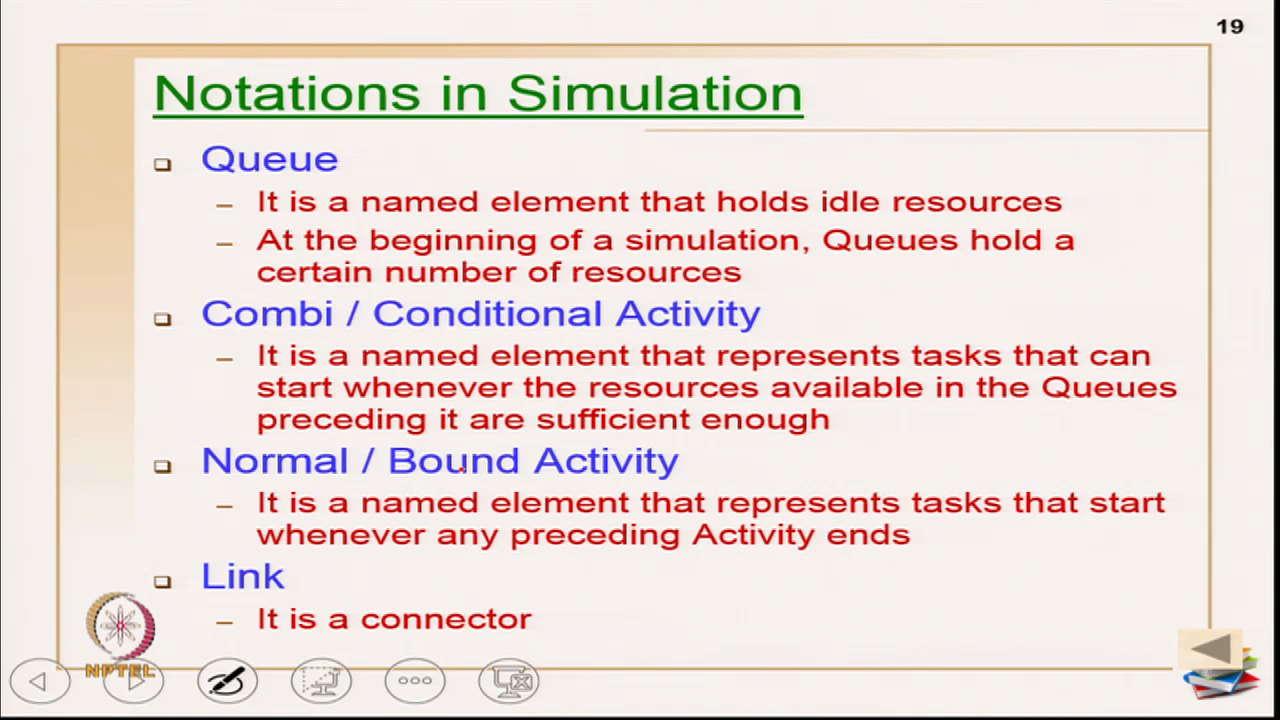 19
Notations in Simulation
Queue
– It is a named element that holds idle resources
– At the beginning of a simulation, Queues hold a
certain number of resources
Combi / Conditional Activity
– It is a named element that represents tasks that can
start whenever the resources available in the Queues
preceding it are sufficient enough
Normal / Bound Activity
– It is a named element that represents tasks that start
whenever any preceding Activity ends
Link
– It is a connector
NPTEL